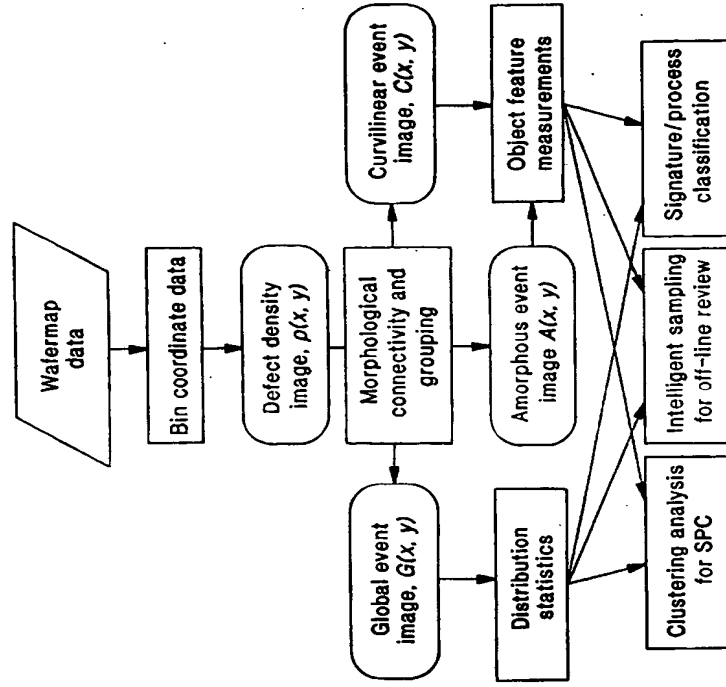 Wafermap
data
Bin coordinate data
Defect density
image, ρ(x, y)
Morphological
connectivity and
grouping
Global event
image, G(x, y)
Curvilinear event
image, C(x, y)
Amorphous event
image A(x, y)
Distribution
statistics
Object feature
measurements
Clustering analysis
for SPC
Intelligent sampling
for off-line review
Signature/process
classification